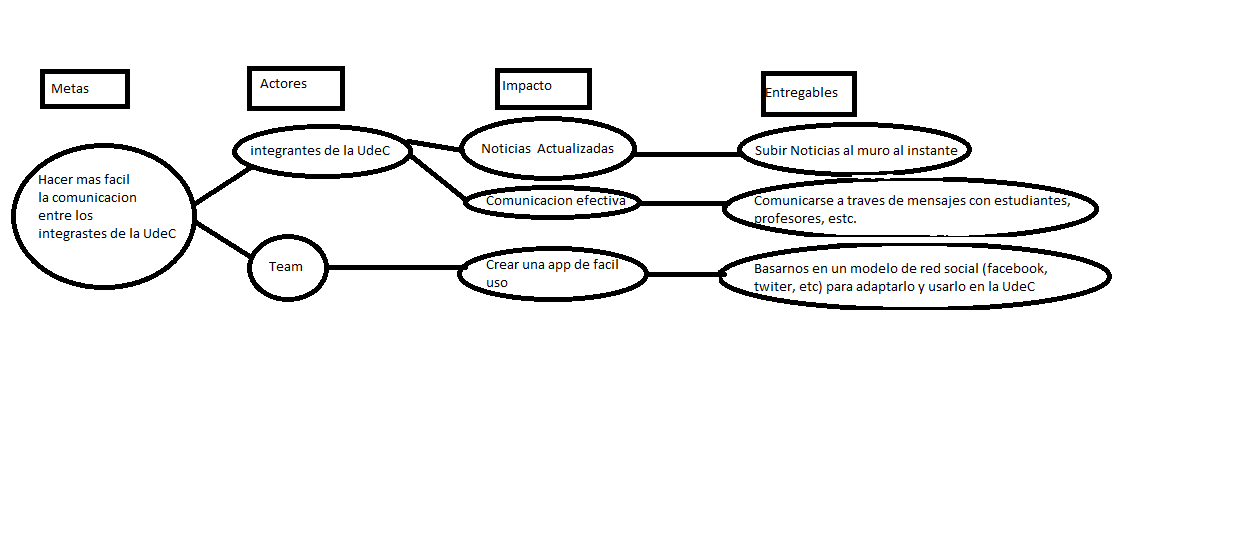 Metas
Actores
Impacto
Entregables
Hacer mas facil
la comunicacion
entre los
integrastes de la UdeC
integrantes de la UdeC
Team
Noticias Actualizadas
Comunicacion efectiva
Crear una app de facil
uso
Subir Noticias al muro al instante
Comunicarse a traves de mensajes con estudiantes,
profesores, estc.
Basarnos en un modelo de red social (facebook,
twiter, etc) para adaptarlo y usarlo en la UdeC